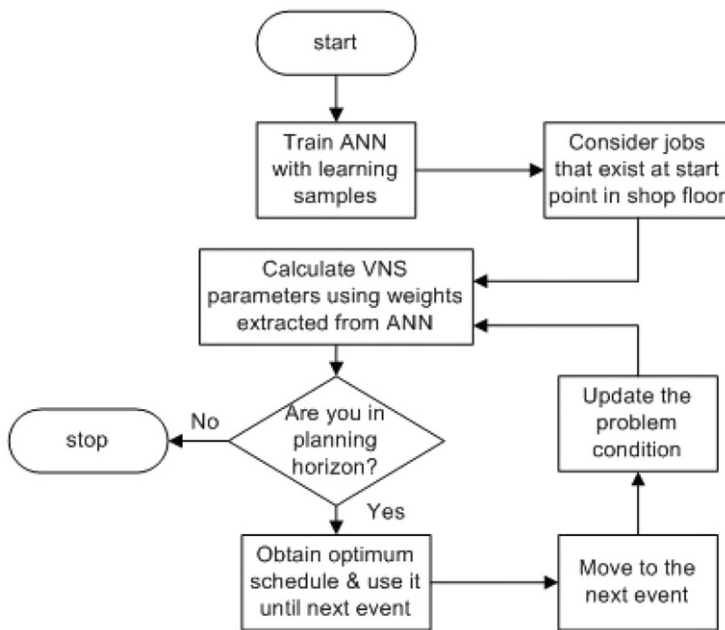 start
Train ANN
with learning
samples
Consider jobs
that exist at start
point in shop floor
Calculate VNS
parameters using weights
extracted from ANN
Are you in
planning
horizon?
No
stop
Yes
Obtain optimum
schedule & use it
until next event
Move to the
next event
Update the
problem
condition